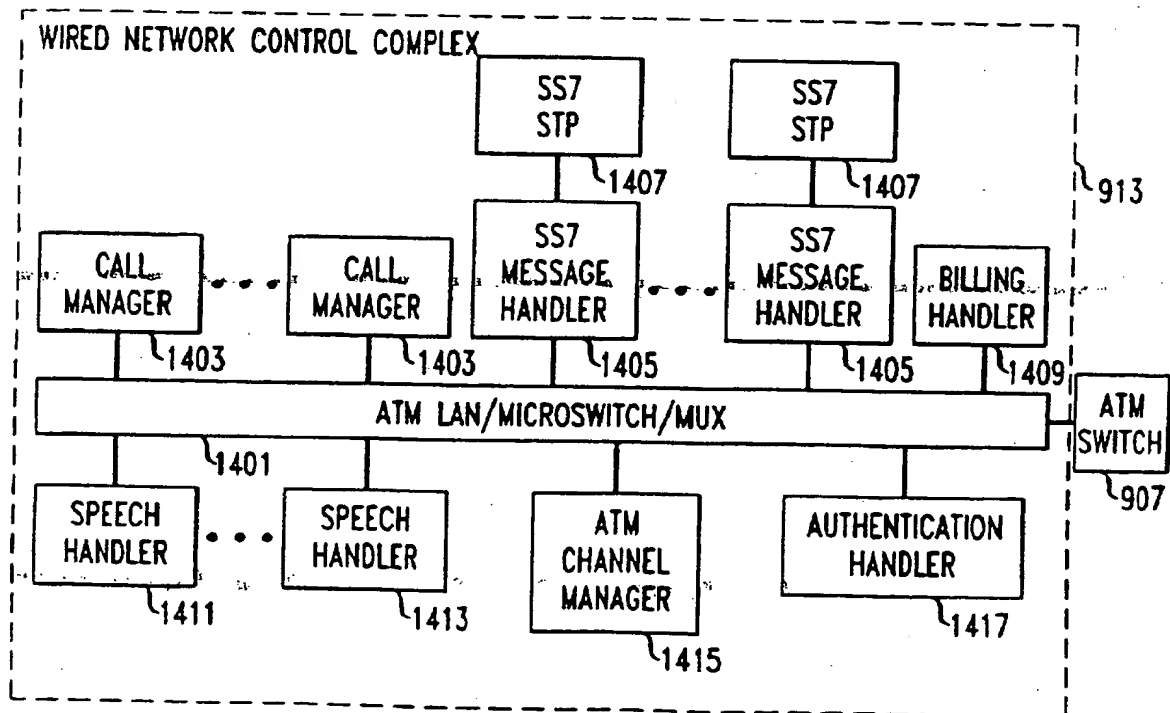 WIRED NETWORK CONTROL COMPLEX
SS7
STP
1407
SS7
STP
1407
913
CALL
MANAGER
1403
CALL
MANAGER
1403
SS7
MESSAGE
HANDLER
1405
SS7
MESSAGE
HANDLER
1405
BILLING
HANDLER
1409
ATM LAN/MICROSWITCH/MUX
1401
ATM
SWITCH
907
SPEECH
HANDLER
1411
SPEECH
HANDLER
1413
ATM
CHANNEL
MANAGER
1415
AUTHENTICATION
HANDLER
1417